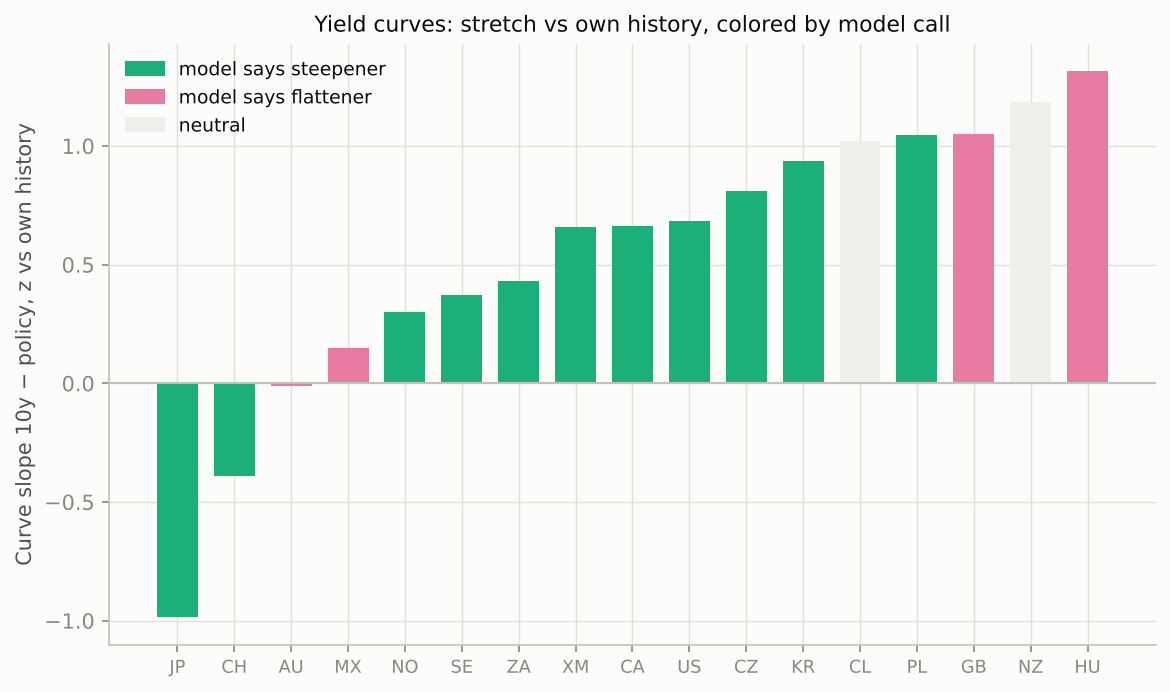 Yield curves: stretch vs own history, colored by model call
model says steepener
model says flattener
neutral
Curve slope 10y − policy, z vs own history
1.0
0.5
0.0
−0.5
−1.0
JP CH AU MX NO SE ZA XM CA US CZ KR CL PL GB NZ HU